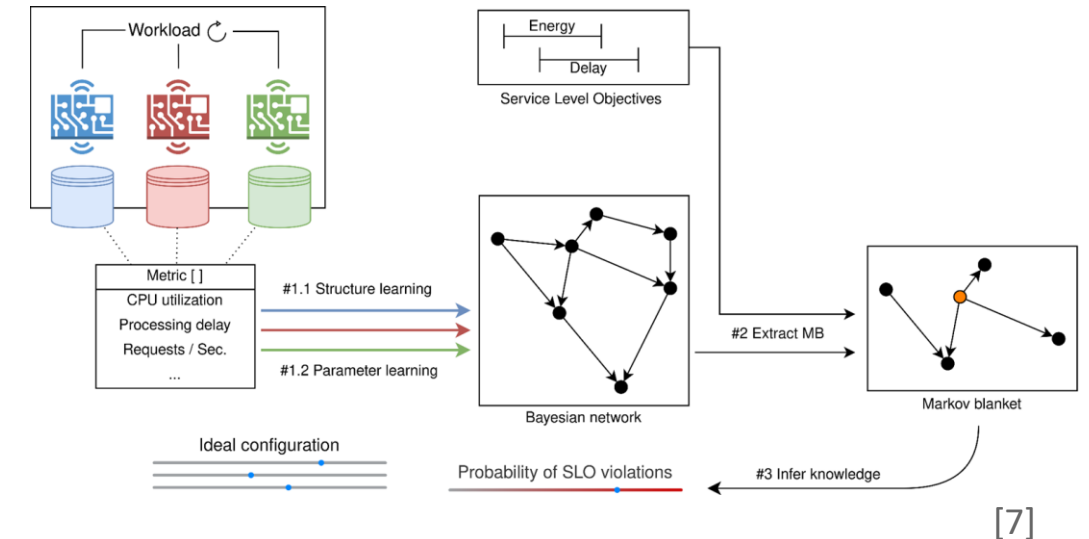 Workload
Energy
Delay
Service Level Objectives
Metric [ ]
CPU utilization
Processing delay
Requests / Sec.
...
#1.1 Structure learning
#1.2 Parameter learning
Bayesian network
#2 Extract MB
Markov blanket
Ideal configuration
Probability of SLO violations
#3 Infer knowledge
[7]